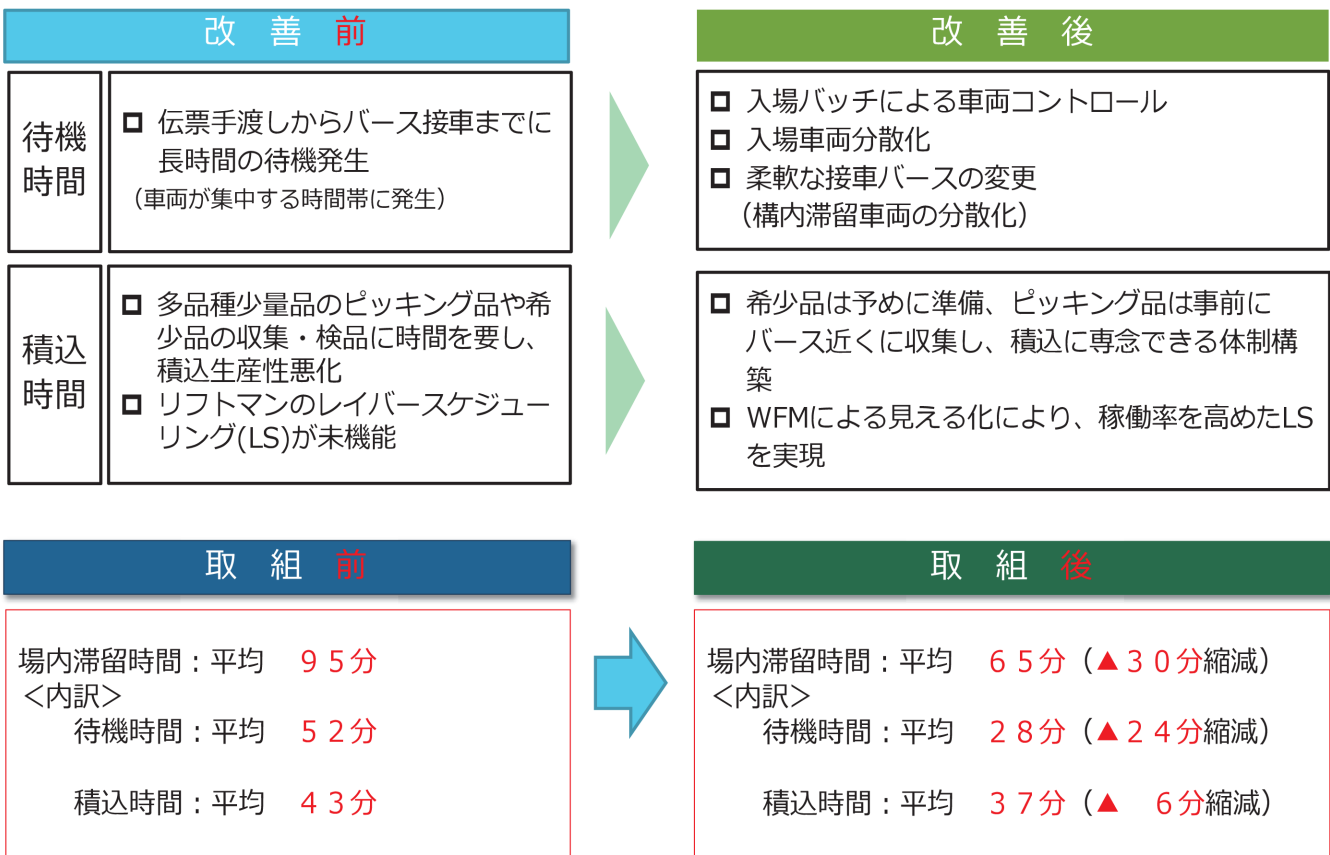 改 善 前
待機
時間
□ 伝票手渡しからバース接車までに
長時間の待機発生
（車両が集中する時間帯に発生）
積込
時間
□ 多品種少量品のピッキング品や希
少品の収集・検品に時間を要し、
積込生産性悪化
□ リフトマンのレイバースケジュー
リング(LS)が未機能
改 善 後
□ 入場バッチによる車両コントロール
□ 入場車両分散化
□ 柔軟な接車バースの変更
（構内滞留車両の分散化）
□ 希少品は予めに準備、ピッキング品は事前に
バース近くに収集し、積込に専念できる体制構
築
□ WFMによる見える化により、稼働率を高めたLS
を実現
取 組 前
場内滞留時間：平均 ９５分
＜内訳＞
待機時間：平均 ５２分
積込時間：平均 ４３分
取 組 後
場内滞留時間：平均 ６５分（▲３０分縮減）
＜内訳＞
待機時間：平均 ２８分（▲２４分縮減）
積込時間：平均 ３７分（▲ ６分縮減）